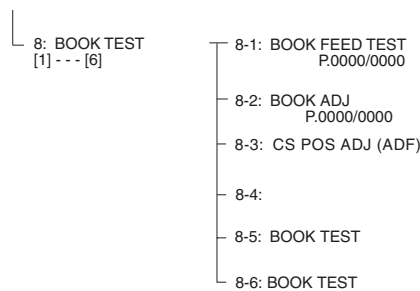 8: BOOK TEST
[1] - - - [6]
8-1: BOOK FEED TEST
P.0000/0000
8-2: BOOK ADJ
P.0000/0000
8-3: CS POS ADJ (ADF)
8-4:
8-5: BOOK TEST
8-6: BOOK TEST